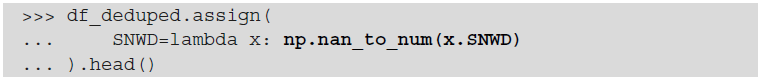 >>> df_deduped.assign(
...     SNWD=lambda x: np.nan_to_num(x.SNWD)
... ).head()